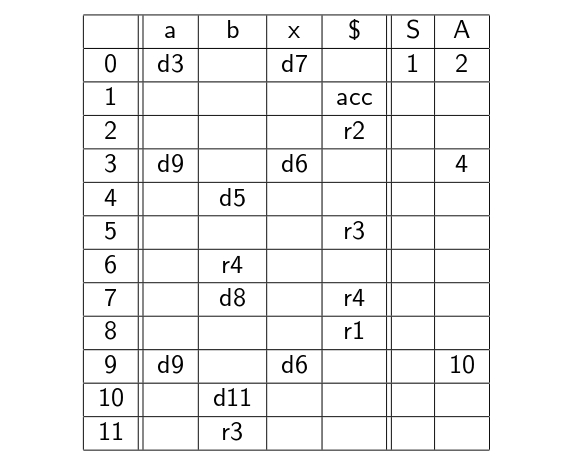 a b x $ S A
0 d3 d7 1 2
1 acc
2 r2
3 d9 d6 4
4 d5
5 r3
6 r4
7 d8 r4
8 r1
9 d9 d6 10
10 d11
11 r3